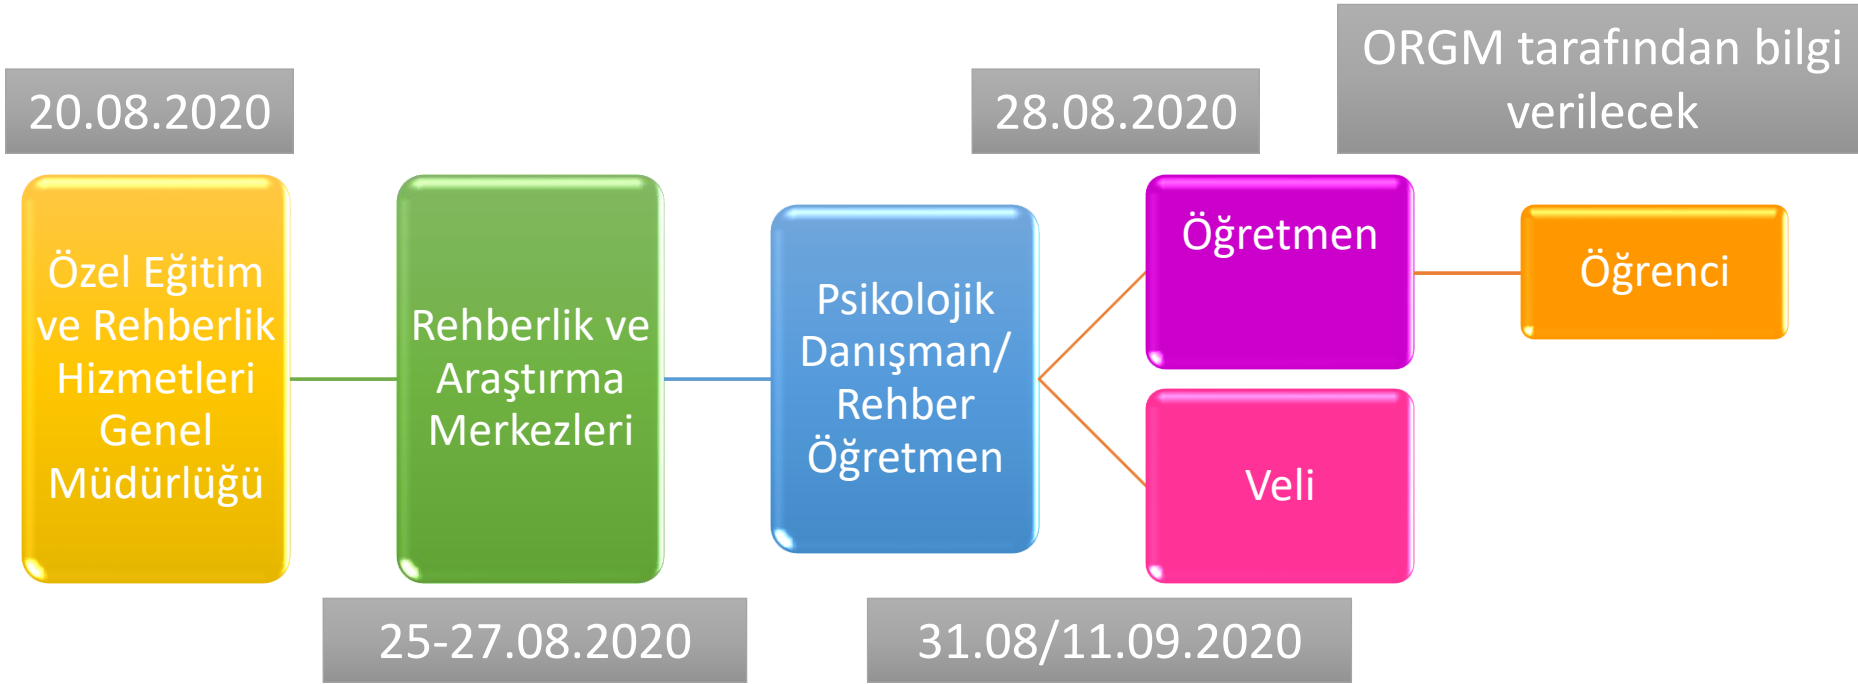 20.08.2020
28.08.2020
ORGM tarafından bilgi
verilecek
Özel Eğitim
ve Rehberlik
Hizmetleri
Genel
Müdürlüğü
Rehberlik ve
Araştırma
Merkezleri
Psikolojik
Danışman/
Rehber
Öğretmen
Öğretmen
Veli
Öğrenci
25-27.08.2020
31.08/11.09.2020